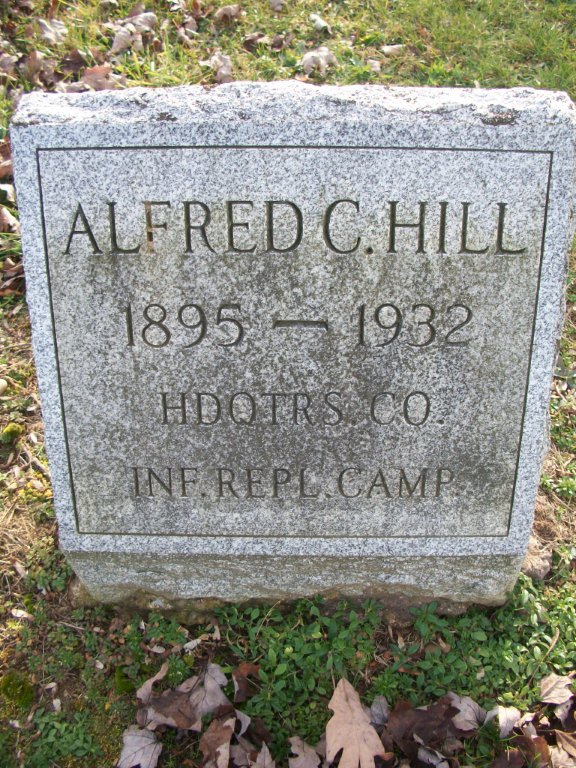 ALFRED C. HILL
1895 — 1932
HDQTRS. CO.
INF. REPL. CAMP.